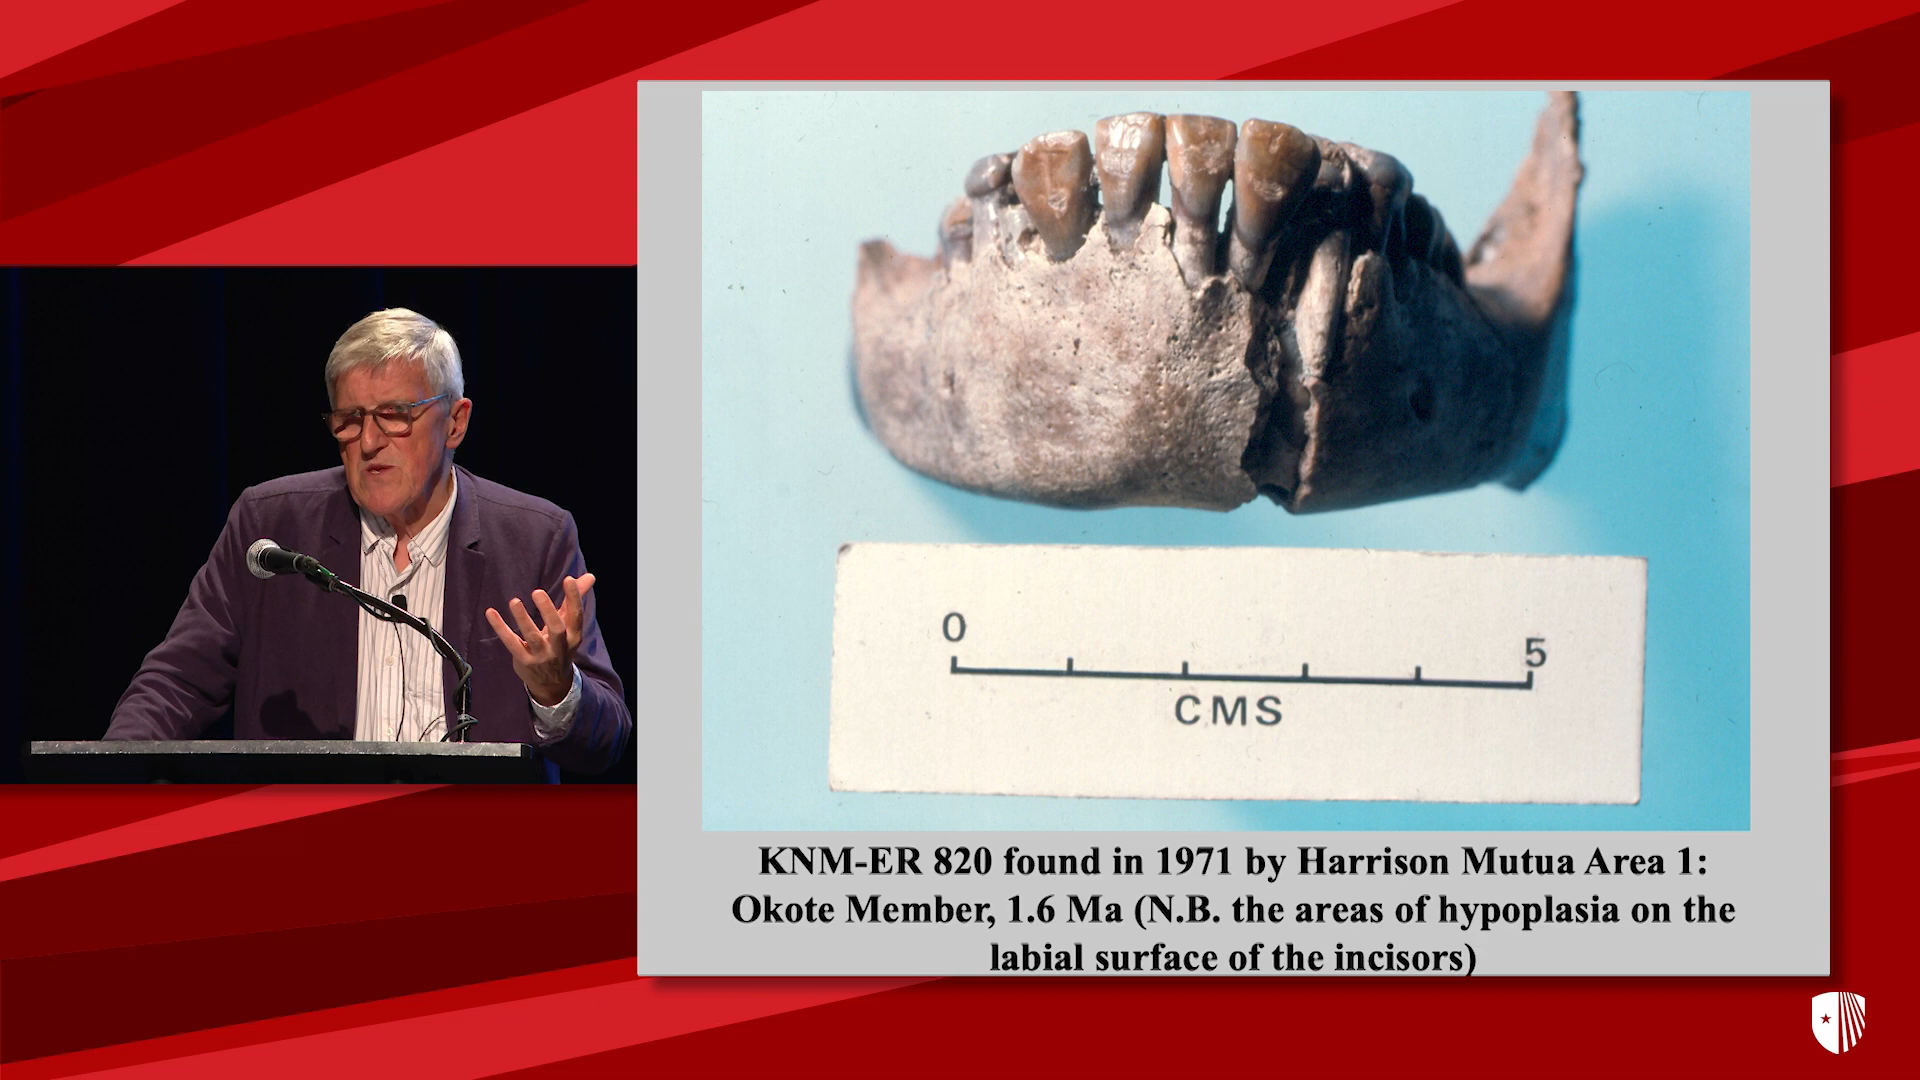 0 5
CMS
KNM-ER 820 found in 1971 by Harrison Mutua Area 1:
Okote Member, 1.6 Ma (N.B. the areas of hypoplasia on the
labial surface of the incisors)